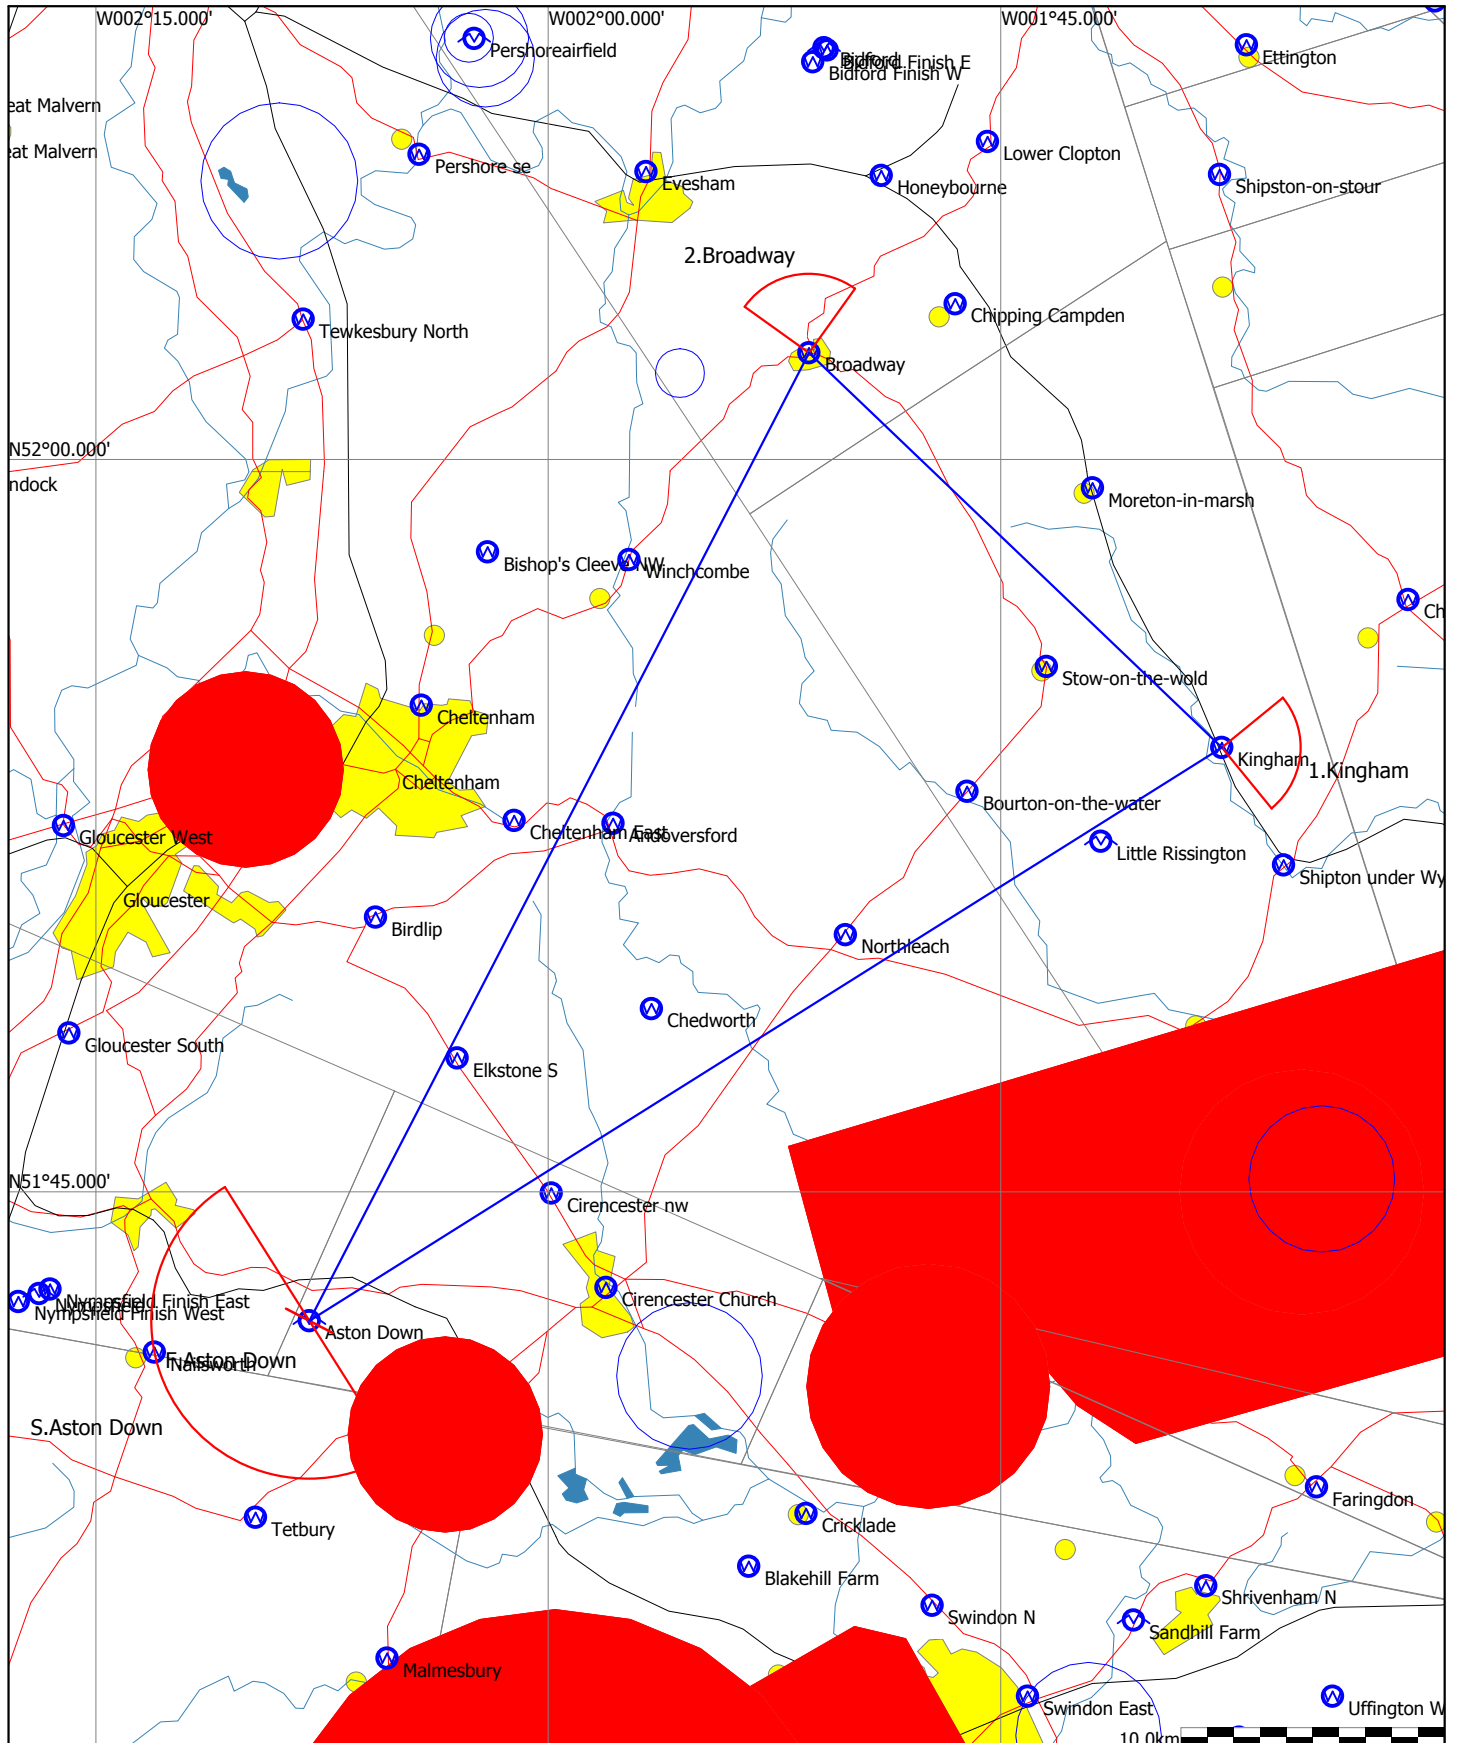 W002°15.000'
W002°00.000'
W001°45.000'
Pershoreairfield
Bidford
Bidford Finish E
Bidford Finish W
Ettington
eat Malvern
eat Malvern
Pershore se
Lower Clopton
Evesham
Honeybourne
Shipston-on-stour
2.Broadway
Chipping Campden
Tewkesbury North
Broadway
N52°00.000'
ndock
Moreton-in-marsh
Bishop's Cleeve NW
Winchcombe
Ch
Stow-on-the-wold
Cheltenham
Kingham
1.Kingham
Cheltenham
Bourton-on-the-water
Gloucester West
Cheltenham East
Andoversford
Little Rissington
Shipton under Wy
Gloucester
Birdlip
Northleach
Chedworth
Gloucester South
Elkstone S
N51°45.000'
Cirencester nw
Nympsfield Finish East
Nympsfield
Nympsfield Finish West
Cirencester Church
Aston Down
F.Aston Down
Nailsworth
S.Aston Down
Faringdon
Tetbury
Cricklade
Blakehill Farm
Shrivenham N
Swindon N
Sandhill Farm
Malmesbury
Swindon East
Uffington W
10.0km